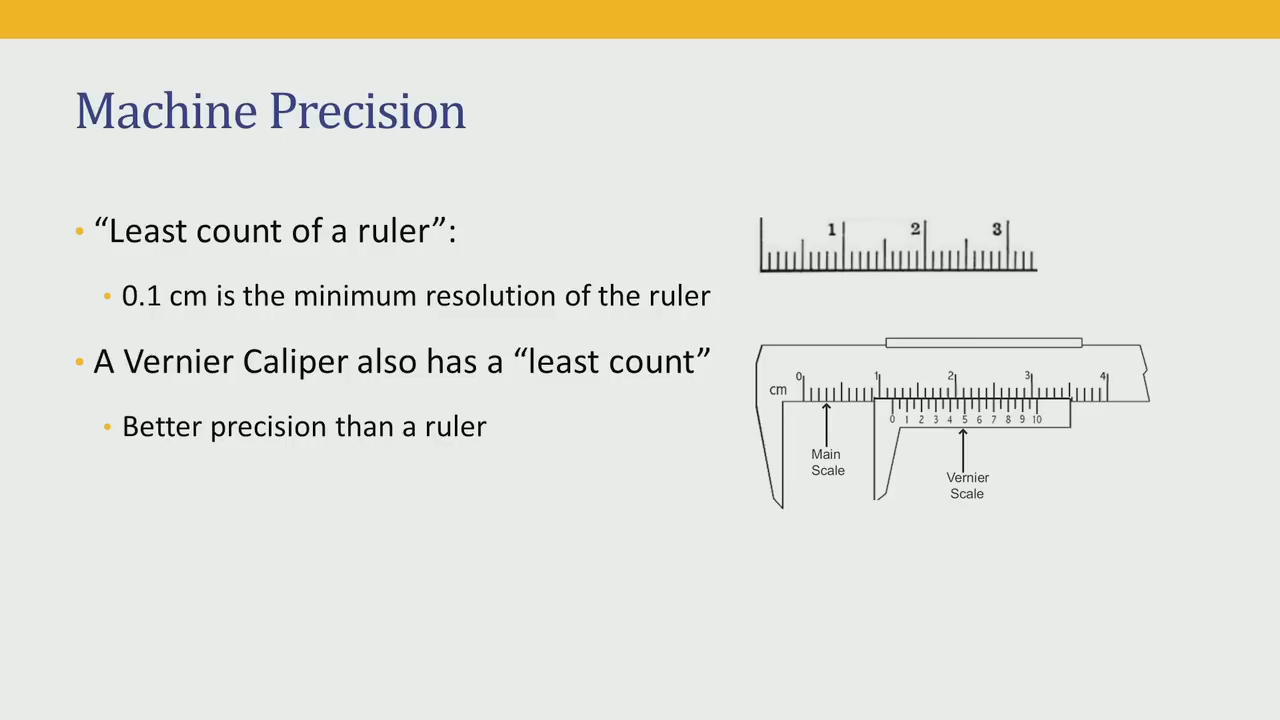 Machine Precision
• “Least count of a ruler”:
• 0.1 cm is the minimum resolution of the ruler
• A Vernier Caliper also has a “least count”
• Better precision than a ruler
1 2 3
0 1 2 3 4
cm
0 1 2 3 4 5 6 7 8 9 10
Main
Scale
Vernier
Scale